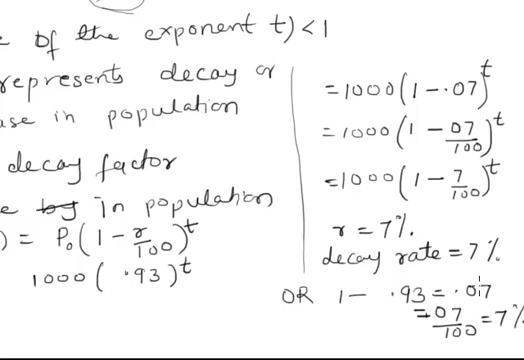 e of the exponent t) < 1
represents decay or
ase in population
decay factor
e by in population
) = P₀(1 - r/100)^t
1000(.93)^t
= 1000(1 - .07)^t
= 1000(1 - 07/100)^t
= 1000(1 - 7/100)^t
r = 7%.
decay rate = 7%
OR 1 - .93 = .07
= 07/100 = 7%